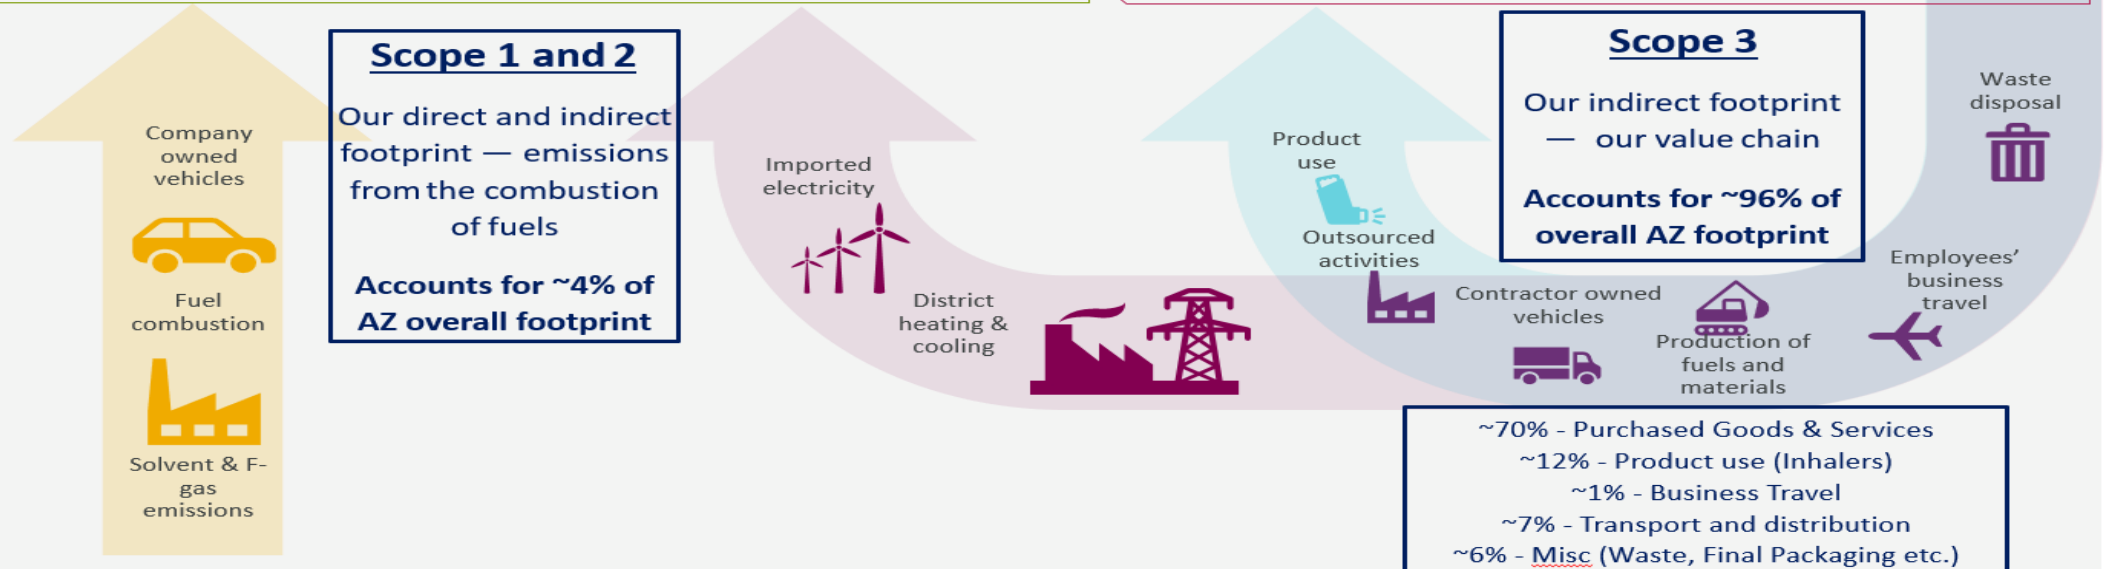 Company
owned
vehicles
Fuel
combustion
Solvent & F-
gas
emissions
Scope 1 and 2
Our direct and indirect
footprint — emissions
from the combustion
of fuels
Accounts for ~4% of
AZ overall footprint
Imported
electricity
District
heating &
cooling
Product
use
Outsourced
activities
Scope 3
Our indirect footprint
— our value chain
Accounts for ~96% of
overall AZ footprint
Contractor owned
vehicles
Production of
fuels and
materials
Employees’
business
travel
Waste
disposal
~70% - Purchased Goods & Services
~12% - Product use (Inhalers)
~1% - Business Travel
~7% - Transport and distribution
~6% - Misc (Waste, Final Packaging etc.)